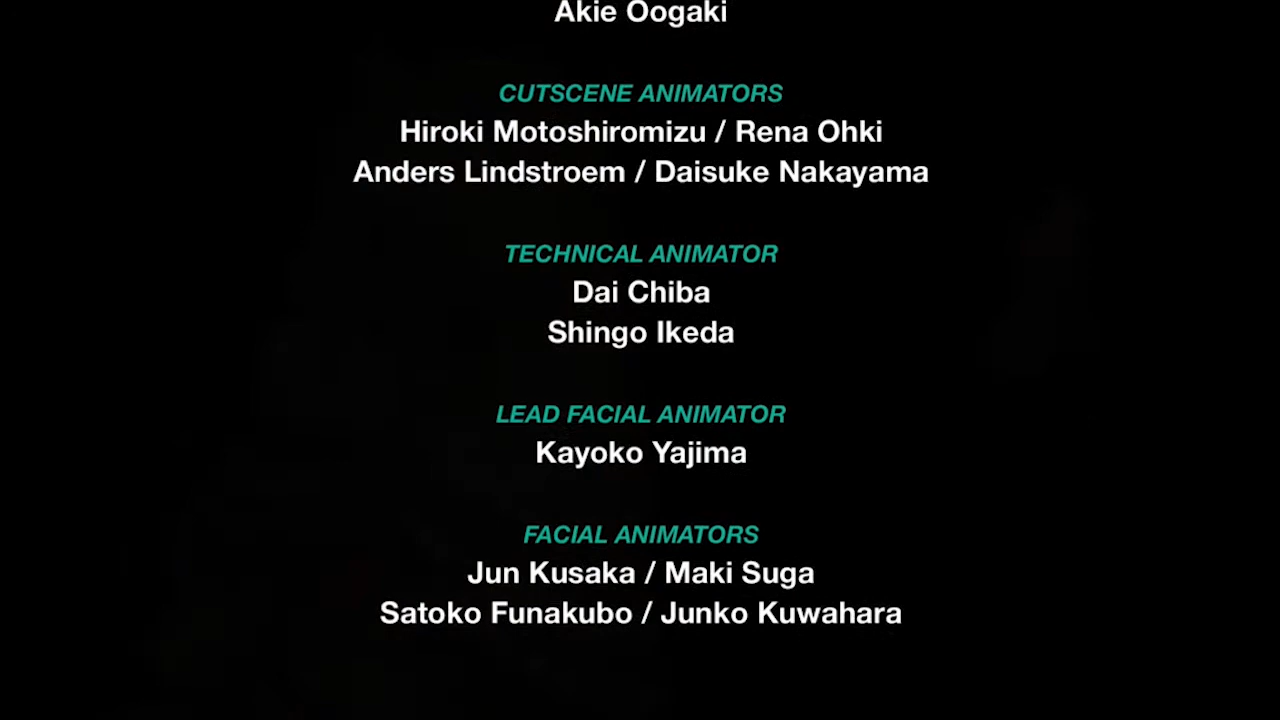 Akie Oogaki
CUTSCENE ANIMATORS
Hiroki Motoshiromizu / Rena Ohki
Anders Lindstroem / Daisuke Nakayama
TECHNICAL ANIMATOR
Dai Chiba
Shingo Ikeda
LEAD FACIAL ANIMATOR
Kayoko Yajima
FACIAL ANIMATORS
Jun Kusaka / Maki Suga
Satoko Funakubo / Junko Kuwahara